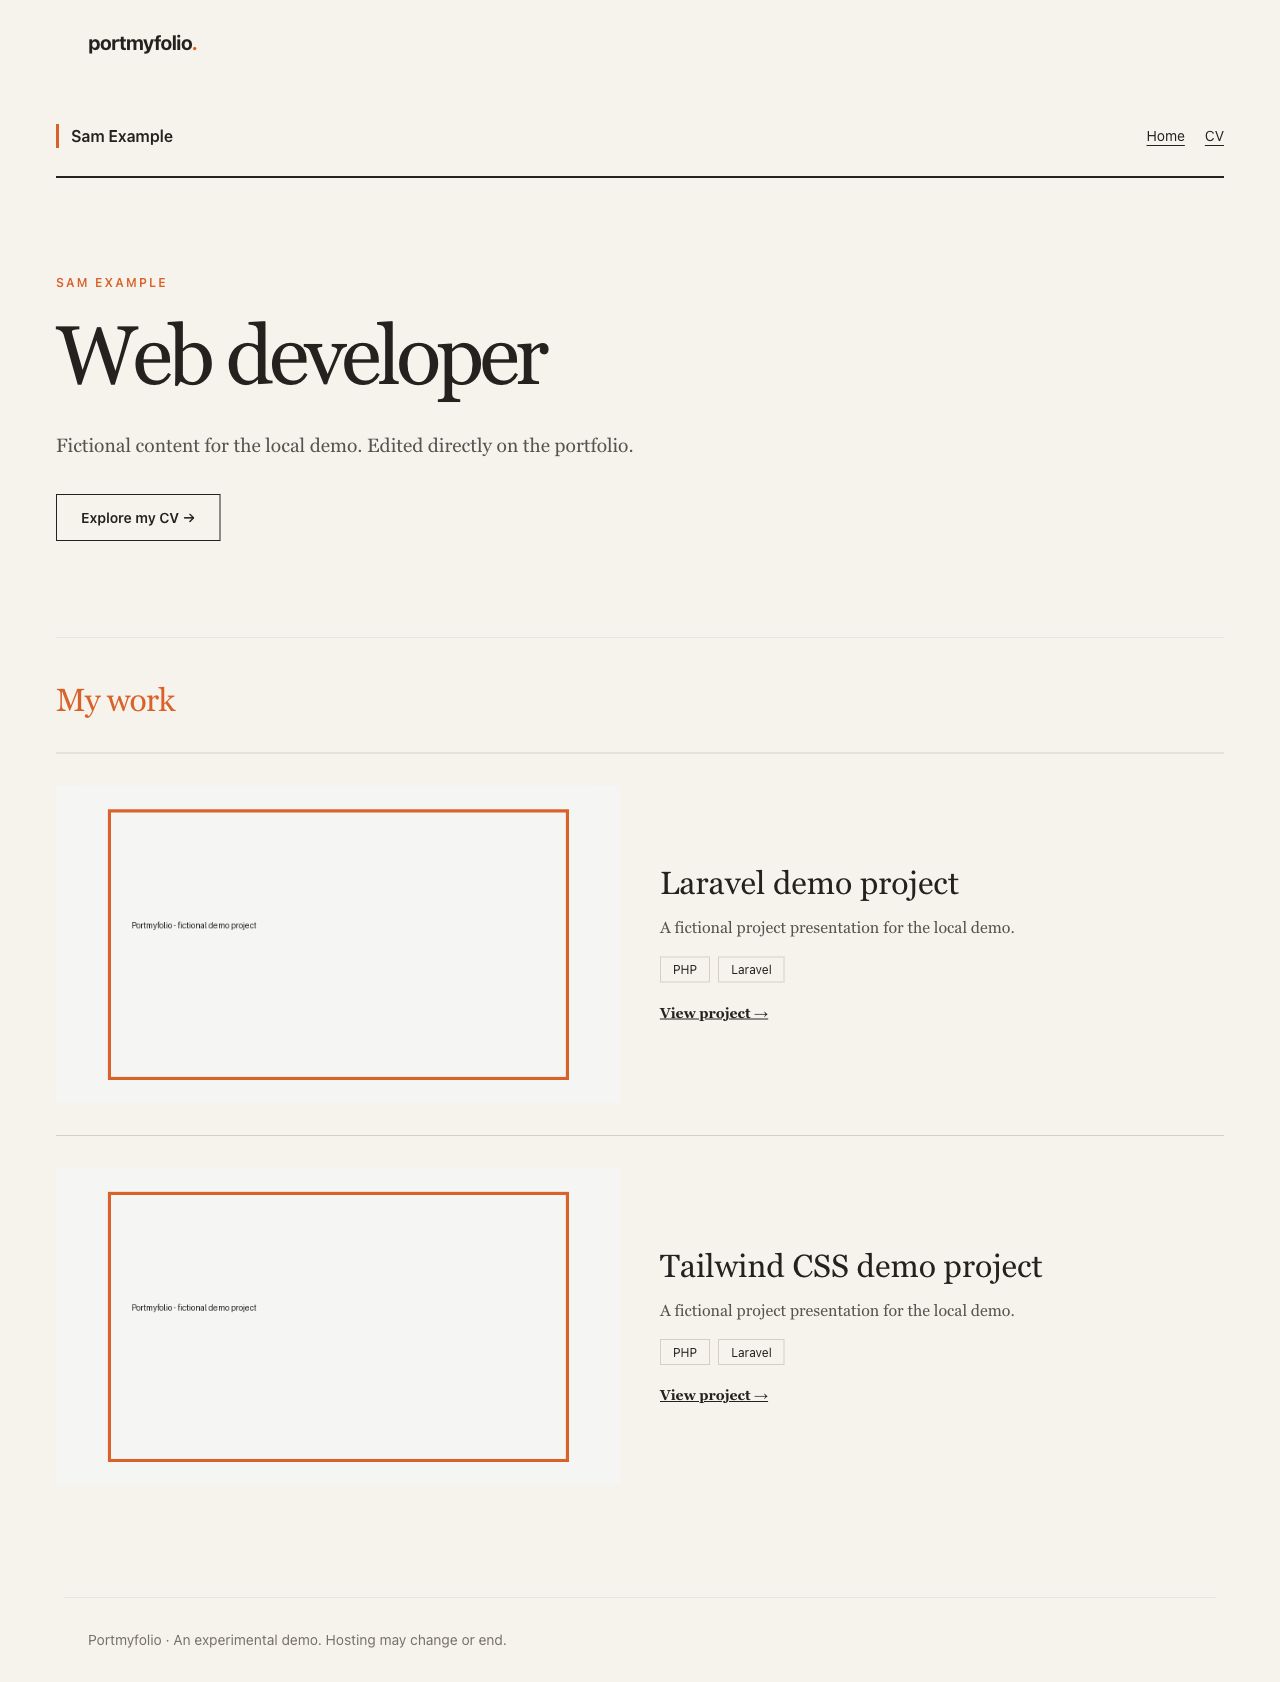 portmyfolio.
Sam Example
Home CV
SAM EXAMPLE
Web developer
Fictional content for the local demo. Edited directly on the portfolio.
Explore my CV →
My work
Portmyfolio - fictional demo project
Laravel demo project
A fictional project presentation for the local demo.
PHP Laravel
View project →
Portmyfolio - fictional demo project
Tailwind CSS demo project
A fictional project presentation for the local demo.
PHP Laravel
View project →
Portmyfolio · An experimental demo. Hosting may change or end.